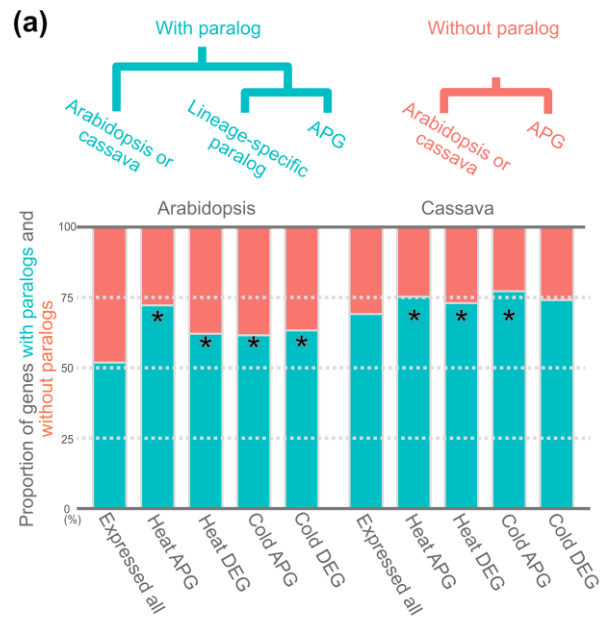 (a)
With paralog
Without paralog
Arabidopsis or
cassava
Lineage-specific
paralog
APG
Arabidopsis or
cassava
APG
Arabidopsis
Cassava
Proportion of genes with paralogs and
without paralogs
100
75
50
25
0
(%)
*
*
*
*
*
*
*
Expressed all
Heat APG
Heat DEG
Cold APG
Cold DEG
Expressed all
Heat APG
Heat DEG
Cold APG
Cold DEG